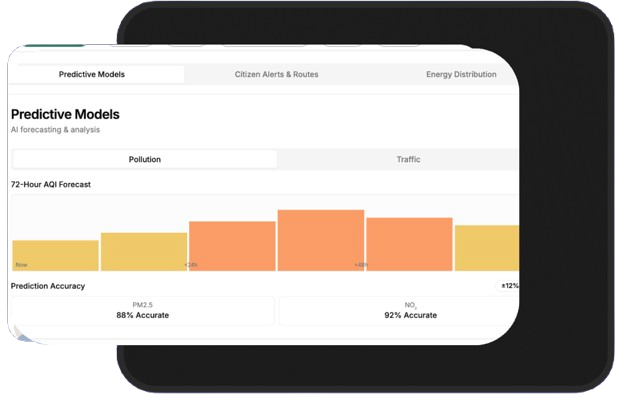 Predictive Models Citizen Alerts & Routes Energy Distribution
Predictive Models
AI forecasting & analysis
Pollution Traffic
72-Hour AQI Forecast
Now +24h +48h
Prediction Accuracy ±12%
PM2.5 NO₂
88% Accurate 92% Accurate